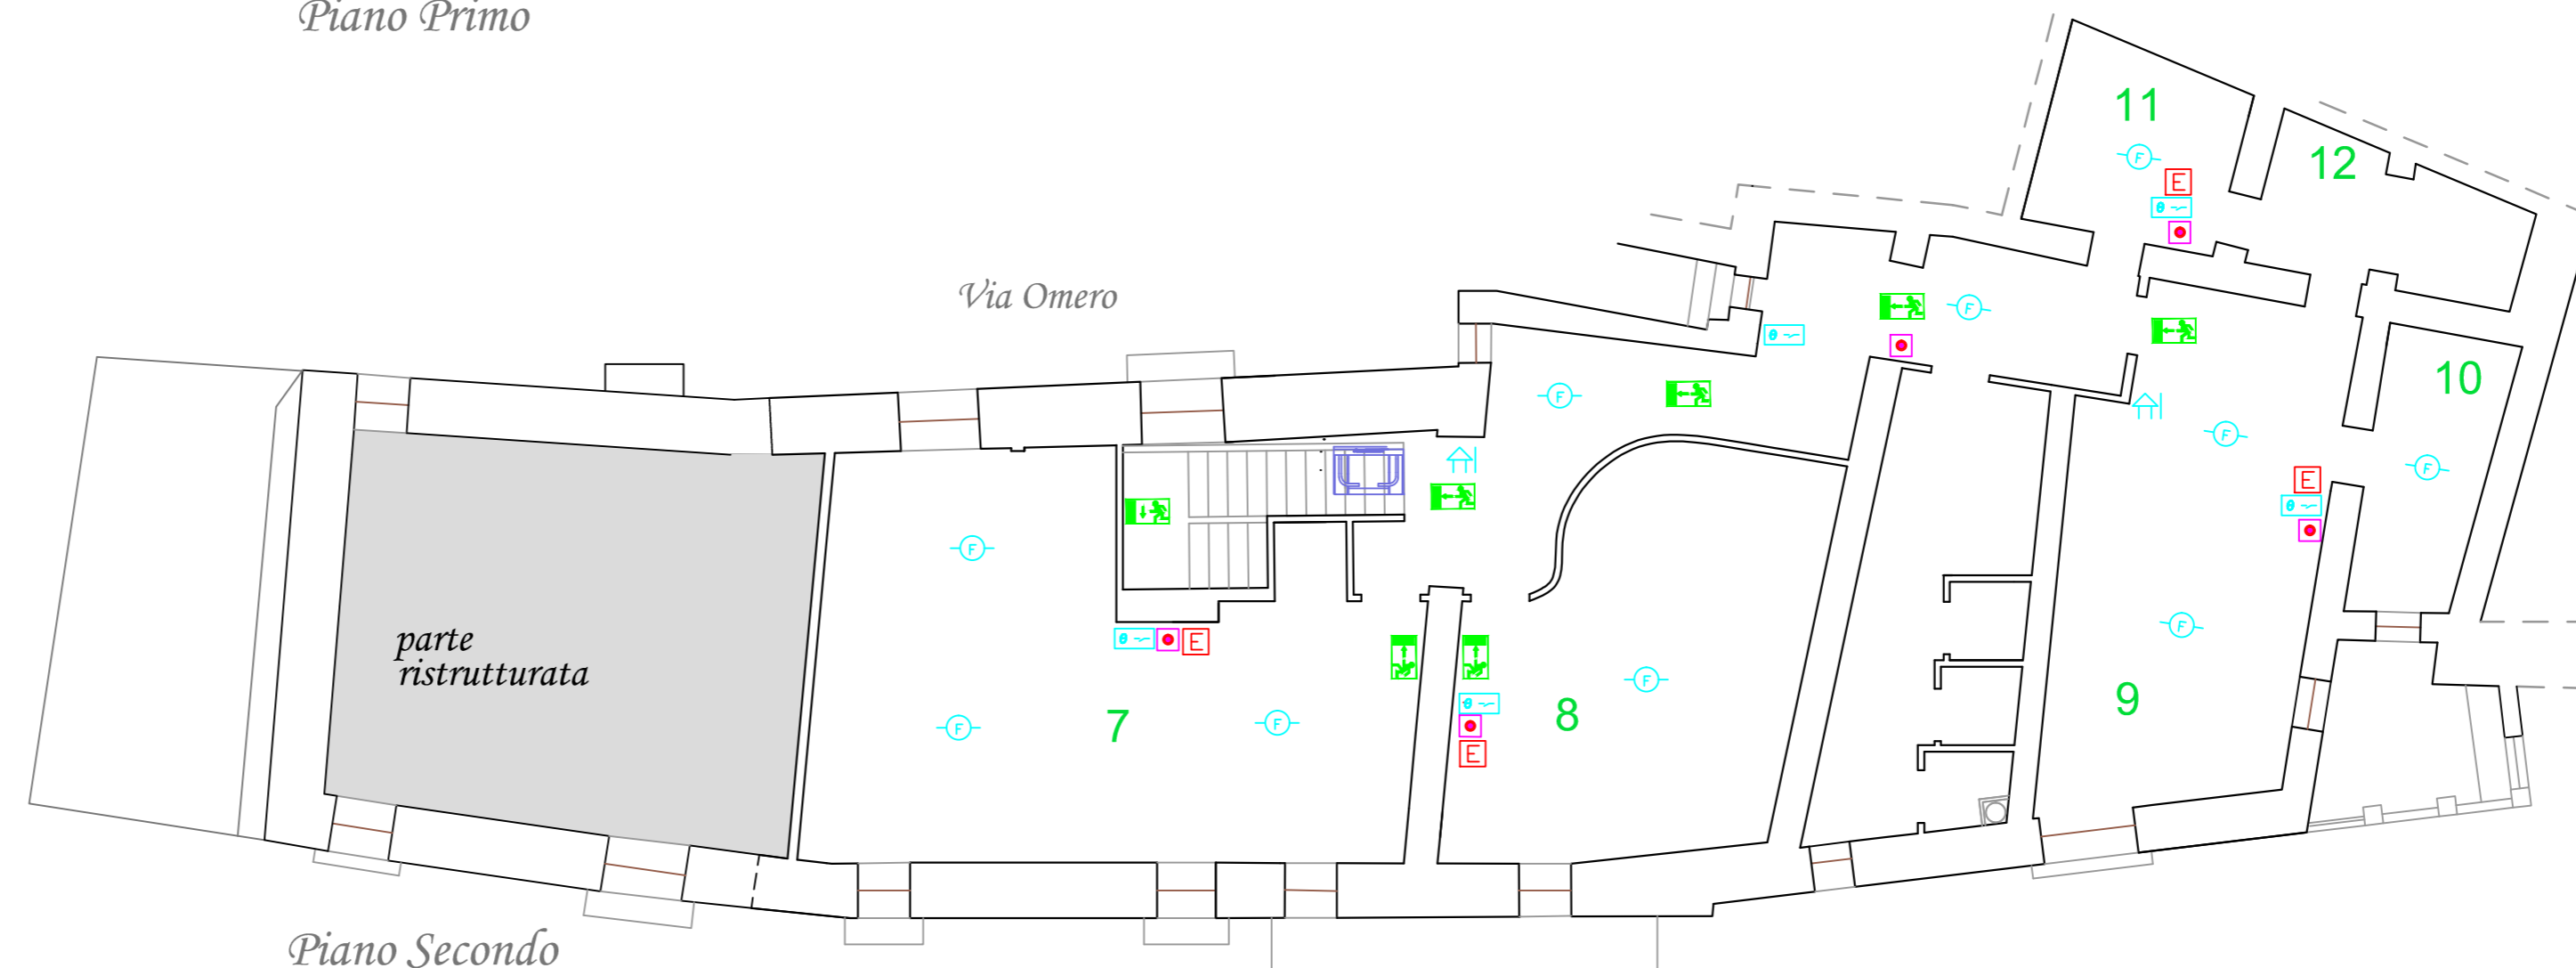 Piano Primo
11
F
12
E
θ
Via Omero
F
θ
10
F
F
F
E
θ
F
F
parte
ristrutturata
θ
E
F
F
θ
E
7
F
F
8
9
Piano Secondo